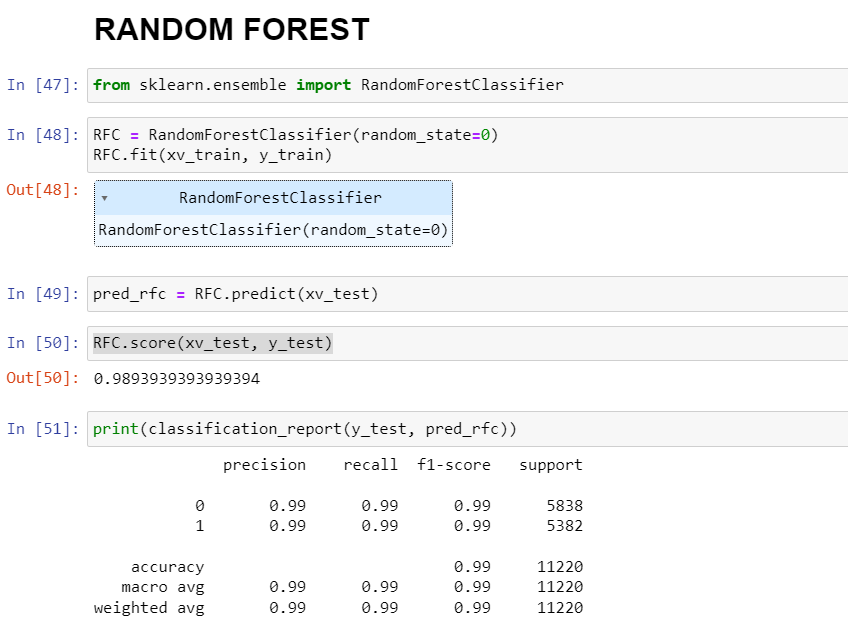 RANDOM FOREST
In [47]: from sklearn.ensemble import RandomForestClassifier
In [48]: RFC = RandomForestClassifier(random_state=0)
RFC.fit(xv_train, y_train)
Out[48]: RandomForestClassifier
RandomForestClassifier(random_state=0)
In [49]: pred_rfc = RFC.predict(xv_test)
In [50]: RFC.score(xv_test, y_test)
Out[50]: 0.9893939393939394
In [51]: print(classification_report(y_test, pred_rfc))
precision recall f1-score support
0 0.99 0.99 0.99 5838
1 0.99 0.99 0.99 5382
accuracy 0.99 11220
macro avg 0.99 0.99 0.99 11220
weighted avg 0.99 0.99 0.99 11220